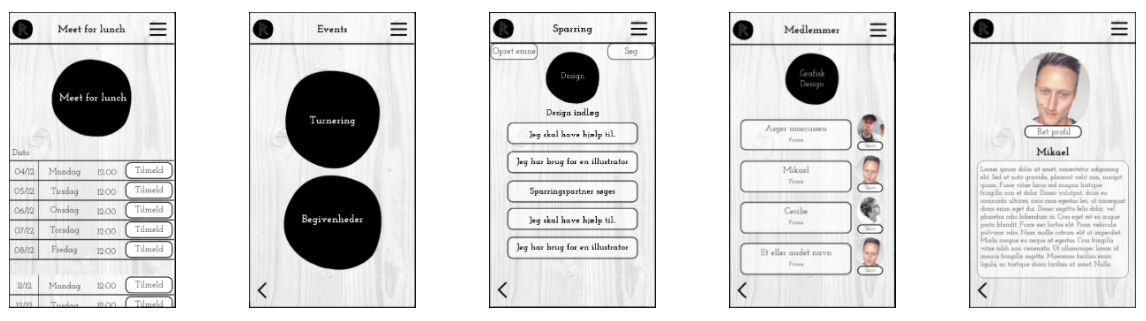 R
Meet for lunch
Meet for lunch
Dato
04/12 Mandag 12.00 Tilmeld
05/12 Tirsdag 12.00 Tilmeld
06/12 Onsdag 12.00 Tilmeld
07/12 Torsdag 12.00 Tilmeld
08/12 Fredag 12.00 Tilmeld
11/12 Mandag 12.00 Tilmeld
12/12 Tirsdag 12.00 Tilmeld
R
Events
Turnering
Begivenheder
R
Sparring
Opret emne
Søg
Design
Design indlæg
Jeg skal have hjælp til.
Jeg har brug for en illustrator
Sparringspartner søges
Jeg skal have hjælp til.
Jeg har brug for en illustrator
R
Medlemmer
Grafisk
Design
Asger marcussen
Firma
Mikael
Firma
Cecilie
Firma
Et eller andet navn
Firma
R
Ret profil
Mikael
Lorem ipsum dolor sit amet, consectetur adipiscing
elit. Sed ut justo gravida, placerat velit non, suscipit
quam. Fusce vitae lacus sed magna tristique
fringilla non et dolor. Donec volutpat, dolor eu
commodo ultrices, risus risus egestas leo, ut consequat
diam enim eget dui. Donec sagittis felis dolor, vel
pharetra odio bibendum in. Cras eget est eu augue
porta blandit. Fusce nec luctus elit. Proin vehicula
pulvinar odio. Nam mollis rutrum elit ut imperdiet.
Morbi congue eu neque at egestas. Cras fringilla
vitae nibh non venenatis. Ut ullamcorper lorem id
mauris fringilla sagittis. Maecenas facilisis enim
ligula, ac tristique diam facilisis sit amet. Nulla